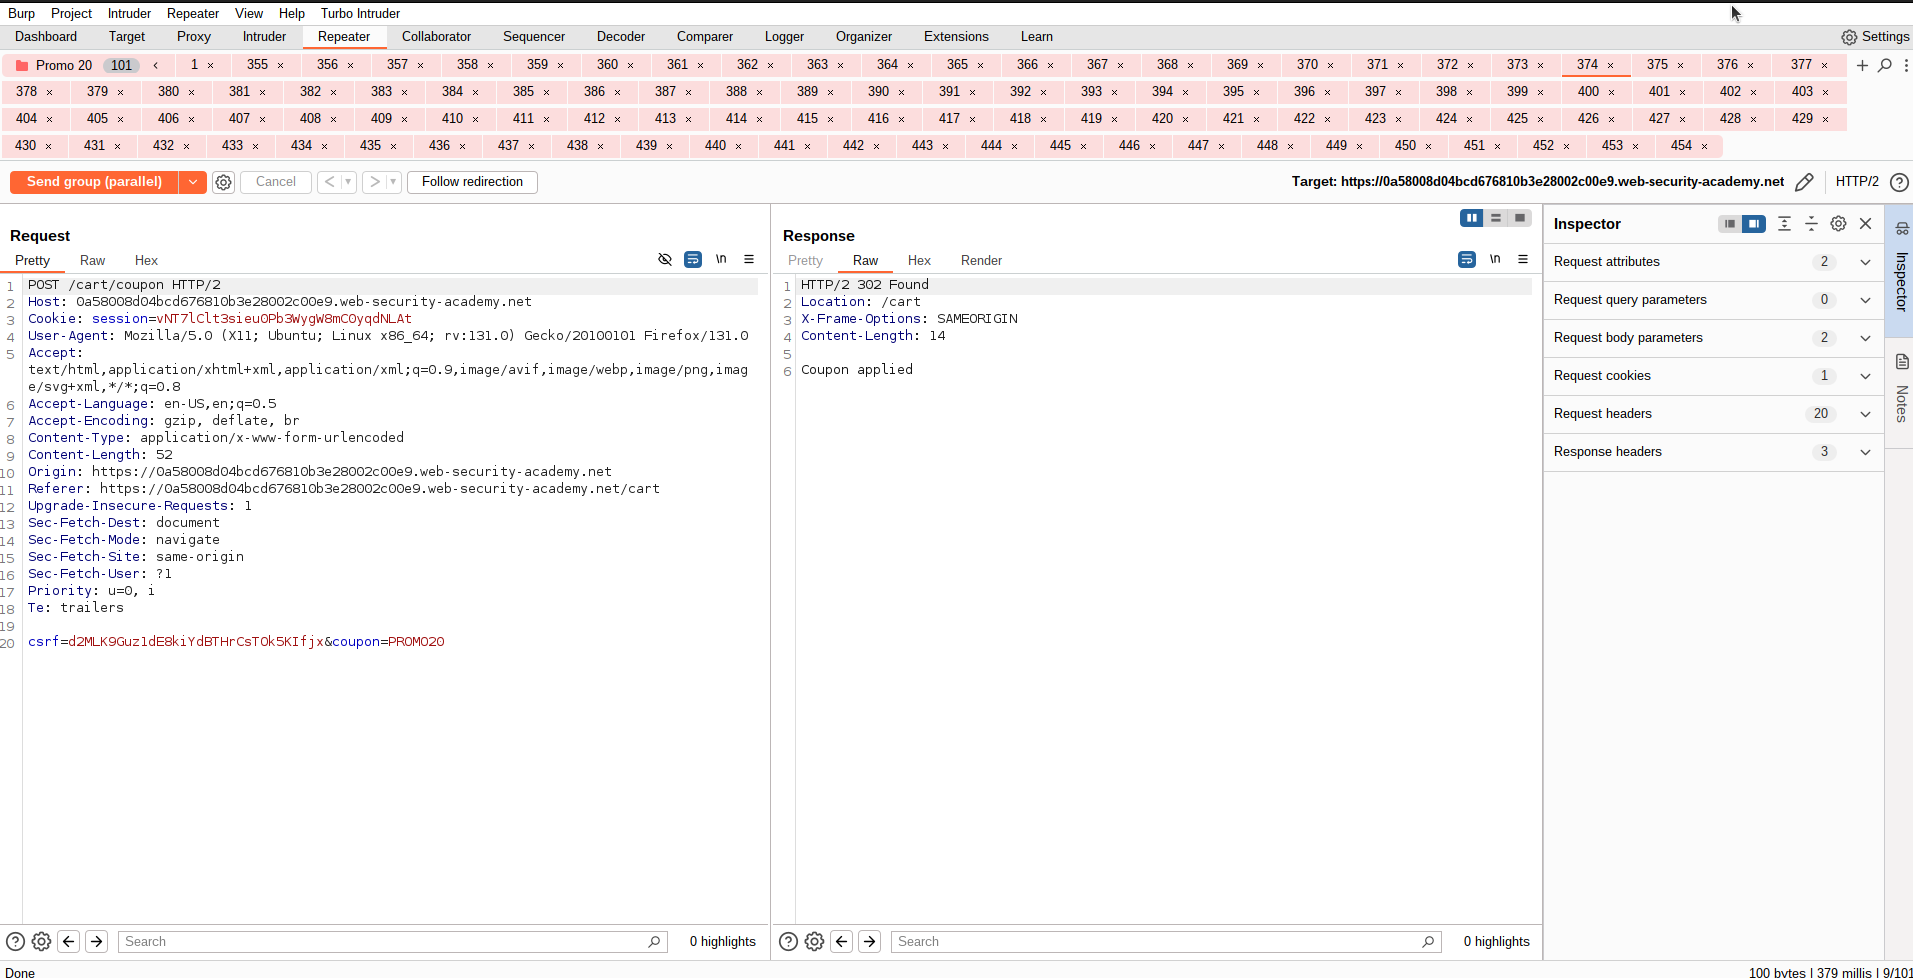 Burp Project Intruder Repeater View Help Turbo Intruder
Dashboard Target Proxy Intruder Repeater Collaborator Sequencer Decoder Comparer Logger Organizer Extensions Learn Settings
Promo 20 101 1 × 355 × 356 × 357 × 358 × 359 × 360 × 361 × 362 × 363 × 364 × 365 × 366 × 367 × 368 × 369 × 370 × 371 × 372 × 373 × 374 × 375 × 376 × 377 ×
378 × 379 × 380 × 381 × 382 × 383 × 384 × 385 × 386 × 387 × 388 × 389 × 390 × 391 × 392 × 393 × 394 × 395 × 396 × 397 × 398 × 399 × 400 × 401 × 402 × 403 ×
404 × 405 × 406 × 407 × 408 × 409 × 410 × 411 × 412 × 413 × 414 × 415 × 416 × 417 × 418 × 419 × 420 × 421 × 422 × 423 × 424 × 425 × 426 × 427 × 428 × 429 ×
430 × 431 × 432 × 433 × 434 × 435 × 436 × 437 × 438 × 439 × 440 × 441 × 442 × 443 × 444 × 445 × 446 × 447 × 448 × 449 × 450 × 451 × 452 × 453 × 454 ×
Send group (parallel) Cancel < > Follow redirection Target: https://0a58008d04bcd676810b3e28002c00e9.web-security-academy.net HTTP/2
Request
Pretty Raw Hex \n
1 POST /cart/coupon HTTP/2
2 Host: 0a58008d04bcd676810b3e28002c00e9.web-security-academy.net
3 Cookie: session=vNT7lClt3sieu0Pb3WygW8mC0yqdNLAt
4 User-Agent: Mozilla/5.0 (X11; Ubuntu; Linux x86_64; rv:131.0) Gecko/20100101 Firefox/131.0
5 Accept:
text/html,application/xhtml+xml,application/xml;q=0.9,image/avif,image/webp,image/png,imag
e/svg+xml,*/*;q=0.8
6 Accept-Language: en-US,en;q=0.5
7 Accept-Encoding: gzip, deflate, br
8 Content-Type: application/x-www-form-urlencoded
9 Content-Length: 52
10 Origin: https://0a58008d04bcd676810b3e28002c00e9.web-security-academy.net
11 Referer: https://0a58008d04bcd676810b3e28002c00e9.web-security-academy.net/cart
12 Upgrade-Insecure-Requests: 1
13 Sec-Fetch-Dest: document
14 Sec-Fetch-Mode: navigate
15 Sec-Fetch-Site: same-origin
16 Sec-Fetch-User: ?1
17 Priority: u=0, i
18 Te: trailers
19
20 csrf=d2MLK9Guz1dE8kiYdBTHrCsTOk5KIfjx&coupon=PROMO20
Search 0 highlights
Response
Pretty Raw Hex Render \n
1 HTTP/2 302 Found
2 Location: /cart
3 X-Frame-Options: SAMEORIGIN
4 Content-Length: 14
5
6 Coupon applied
Search 0 highlights
Inspector
Request attributes 2
Request query parameters 0
Request body parameters 2
Request cookies 1
Request headers 20
Response headers 3
Inspector
Notes
Done 100 bytes | 379 millis | 9/101